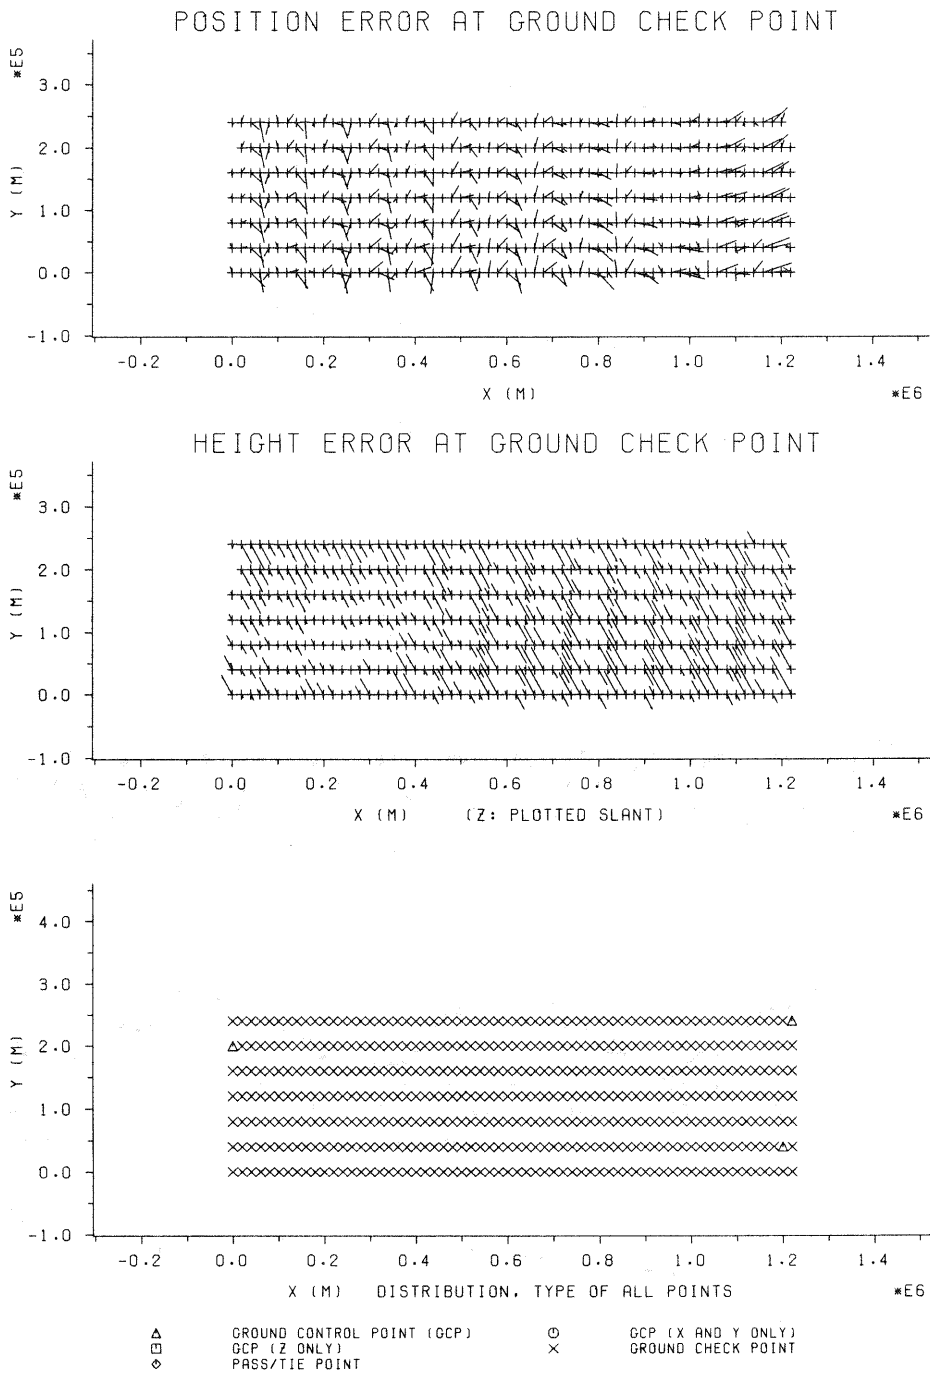 POSITION ERROR AT GROUND CHECK POINT
*E5
3.0
2.0
Y (M)
1.0
0.0
-1.0
-0.2 0.0 0.2 0.4 0.6 0.8 1.0 1.2 1.4
X (M) *E6
HEIGHT ERROR AT GROUND CHECK POINT
*E5
3.0
2.0
Y (M)
1.0
0.0
-1.0
-0.2 0.0 0.2 0.4 0.6 0.8 1.0 1.2 1.4
X (M) (Z: PLOTTED SLANT) *E6
*E5
4.0
3.0
2.0
Y (M)
1.0
0.0
-1.0
-0.2 0.0 0.2 0.4 0.6 0.8 1.0 1.2 1.4
X (M) DISTRIBUTION, TYPE OF ALL POINTS *E6
GROUND CONTROL POINT (GCP) GCP (X AND Y ONLY)
GCP (Z ONLY) GROUND CHECK POINT
PASS/TIE POINT